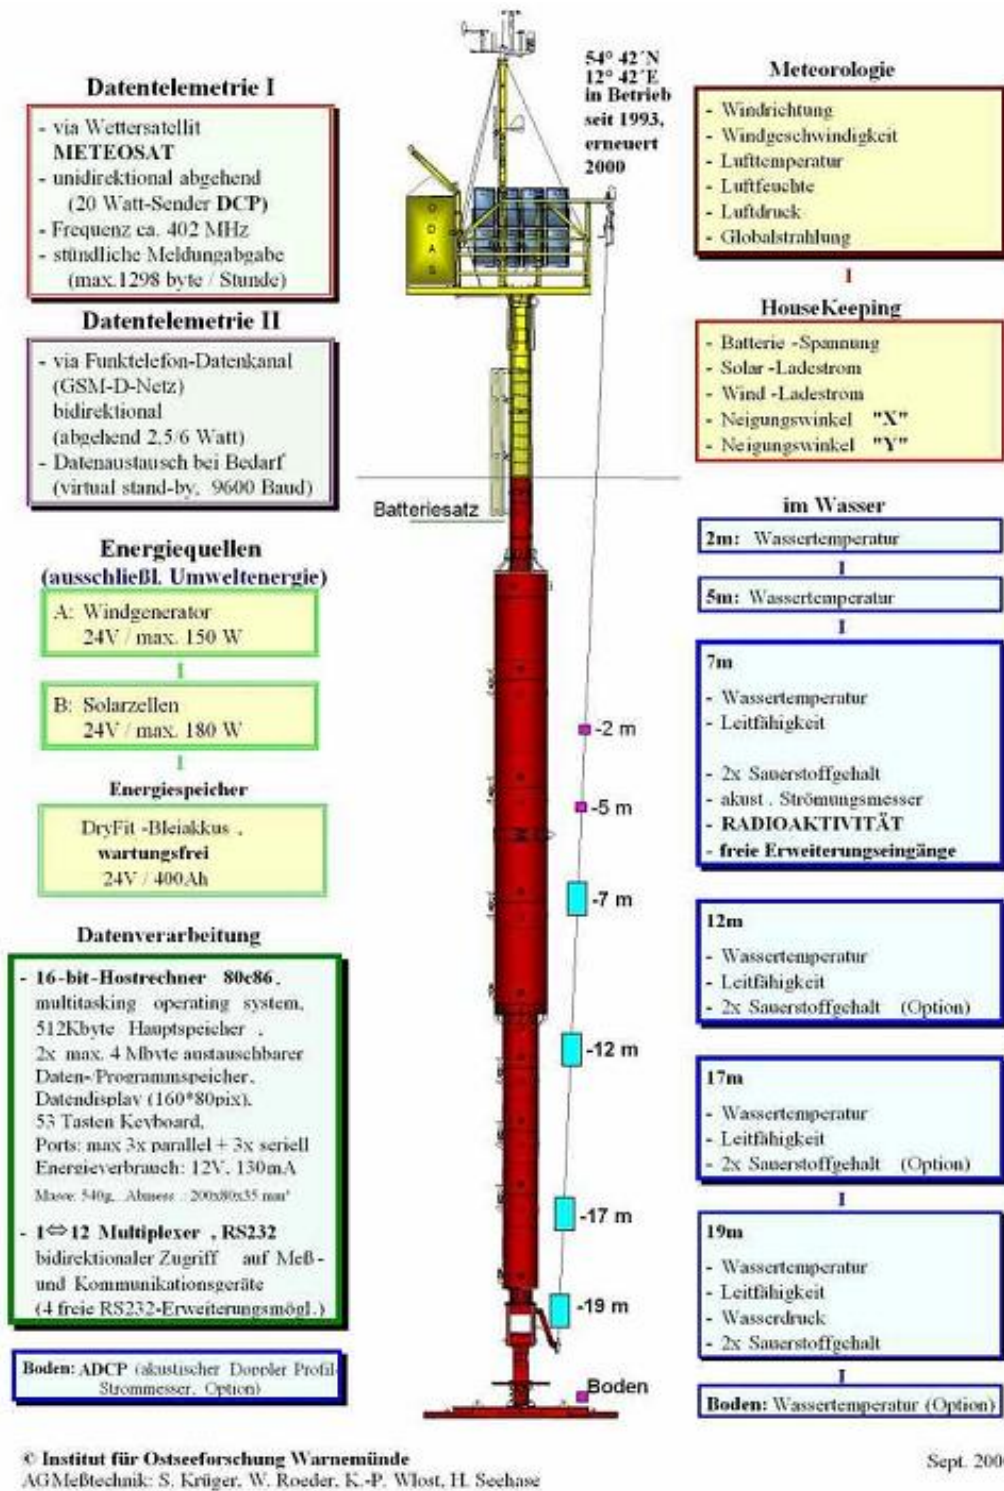 54° 42´N
12° 42´E
in Betrieb
seit 1993,
erneuert
2000
Datentelemetrie I
- via Wettersatellit
METEOSAT
- unidirektional abgehend
(20 Watt-Sender DCP)
- Frequenz ca. 402 MHz
- stündliche Meldungabgabe
(max.1298 byte / Stunde)
Datentelemetrie II
- via Funktelefon-Datenkanal
(GSM-D-Netz)
bidirektional
(abgehend 2,5/6 Watt)
- Datenaustausch bei Bedarf
(virtual stand-by, 9600 Baud)
Energiequellen
(ausschließl. Umweltenergie)
A: Windgenerator
24V / max. 150 W
I
B: Solarzellen
24V / max. 180 W
I
Energiespeicher
DryFit -Bleiakkus ,
wartungsfrei
24V / 400Ah
Datenverarbeitung
- 16-bit-Hostrechner 80c86,
multitasking operating system,
512Kbyte Hauptspeicher ,
2x max. 4 Mbyte austauschbarer
Daten-/Programmspeicher,
Datendisplay (160*80pix),
53 Tasten Keyboard,
Ports: max 3x parallel + 3x seriell
Energieverbrauch: 12V, 130mA
Masse: 540g, Abmess : 200x80x35 mm³
- 1⇔12 Multiplexer , RS232
bidirektionaler Zugriff auf Meß-
und Kommunikationsgeräte
(4 freie RS232-Erweiterungsmögl.)
Boden: ADCP (akustischer Doppler Profil-
Strommesser, Option)
O
D
A
S
Batteriesatz
-2 m
-5 m
-7 m
-12 m
-17 m
-19 m
Boden
Meteorologie
- Windrichtung
- Windgeschwindigkeit
- Lufttemperatur
- Luftfeuchte
- Luftdruck
- Globalstrahlung
I
HouseKeeping
- Batterie -Spannung
- Solar -Ladestrom
- Wind -Ladestrom
- Neigungswinkel "X"
- Neigungswinkel "Y"
im Wasser
2m: Wassertemperatur
I
5m: Wassertemperatur
I
7m
- Wassertemperatur
- Leitfähigkeit
- 2x Sauerstoffgehalt
- akust . Strömungsmesser
- RADIOAKTIVITÄT
- freie Erweiterungseingänge
12m
- Wassertemperatur
- Leitfähigkeit
- 2x Sauerstoffgehalt (Option)
17m
- Wassertemperatur
- Leitfähigkeit
- 2x Sauerstoffgehalt (Option)
I
19m
- Wassertemperatur
- Leitfähigkeit
- Wasserdruck
- 2x Sauerstoffgehalt
I
Boden: Wassertemperatur (Option)
© Institut für Ostseeforschung Warnemünde
AGMeßtechnik: S. Krüger, W. Roeder, K.-P. Wlost, H. Seehase
Sept. 200